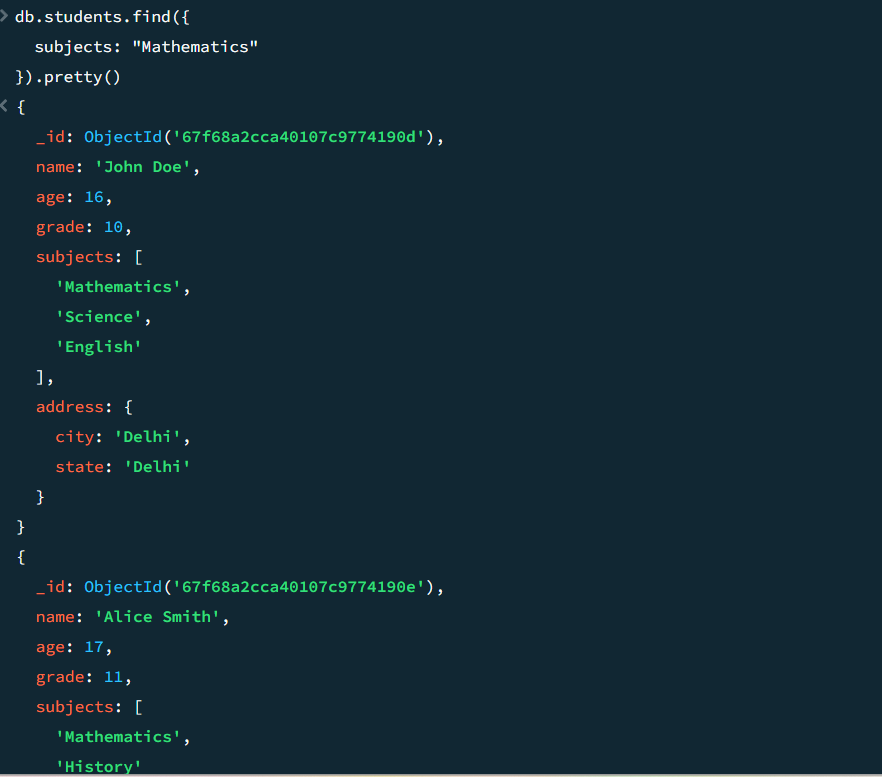 db.students.find({
subjects: "Mathematics"
}).pretty()
{
_id: ObjectId('67f68a2cca40107c9774190d'),
name: 'John Doe',
age: 16,
grade: 10,
subjects: [
'Mathematics',
'Science',
'English'
],
address: {
city: 'Delhi',
state: 'Delhi'
}
}
{
_id: ObjectId('67f68a2cca40107c9774190e'),
name: 'Alice Smith',
age: 17,
grade: 11,
subjects: [
'Mathematics',
'History'